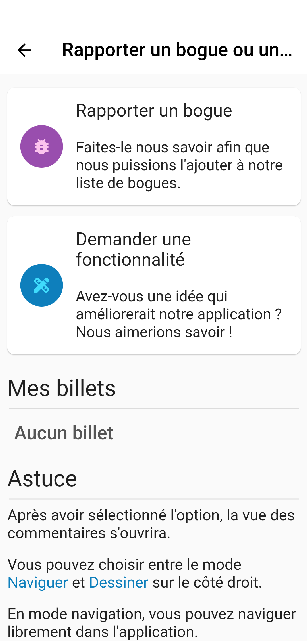 Rapporter un bogue ou un...
Rapporter un bogue
Faites-le nous savoir afin que
nous puissions l'ajouter à notre
liste de bogues.
Demander une
fonctionnalité
Avez-vous une idée qui
améliorerait notre application ?
Nous aimerions savoir !
Mes billets
Aucun billet
Astuce
Après avoir sélectionné l'option, la vue des
commentaires s'ouvrira.
Vous pouvez choisir entre le mode
Naviguer et Dessiner sur le côté droit.
En mode navigation, vous pouvez naviguer
librement dans l'application.